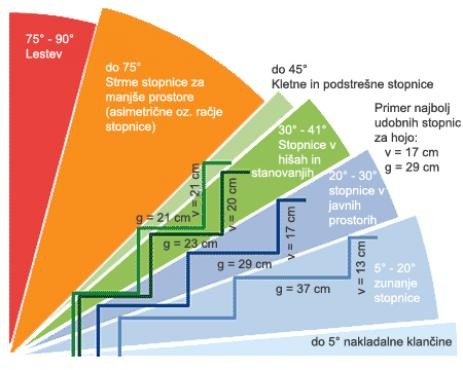 75° - 90°
Lestev
do 75°
Strme stopnice za
manjše prostore
(asimetrične oz. račje
stopnice)
do 45°
Kletne in podstrešne stopnice
30° - 41°
Stopnice v
hišah in
stanovanjih
Primer najbolj
udobnih stopnic
za hojo:
v = 17 cm
g = 29 cm
20° - 30°
stopnice v
javnih
prostorih
v = 21 cm
v = 20 cm
g = 21 cm
v = 17 cm
g = 23 cm
g = 29 cm
v = 13 cm
g = 37 cm
5° - 20°
zunanje
stopnice
do 5° nakladalne klančine